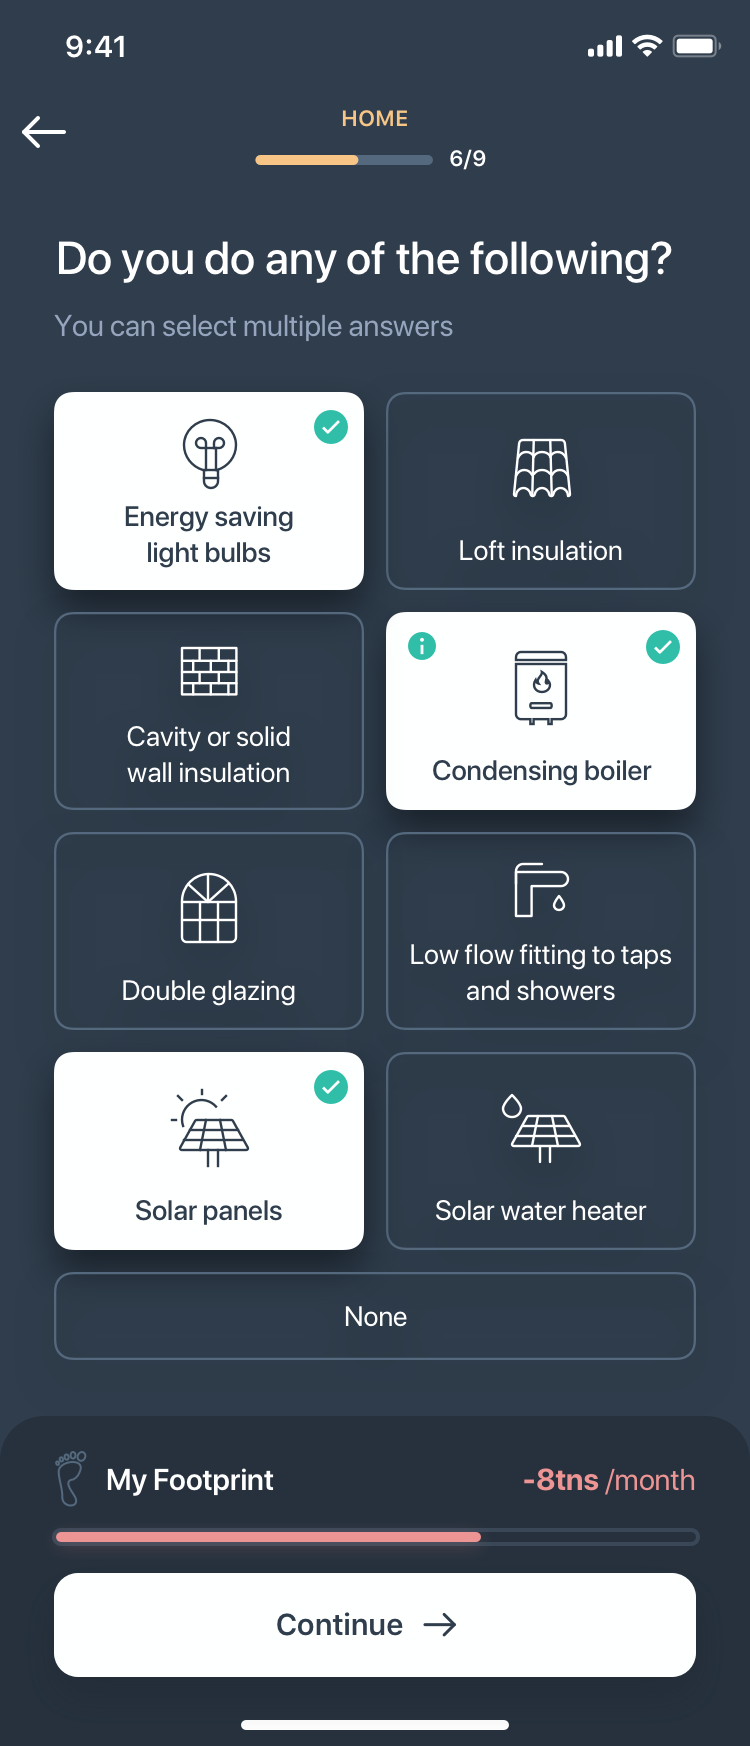 9:41
HOME
6/9
Do you do any of the following?
You can select multiple answers
Energy saving
light bulbs
Loft insulation
Cavity or solid
wall insulation
Condensing boiler
Double glazing
Low flow fitting to taps
and showers
Solar panels
Solar water heater
None
My Footprint
-8tns /month
Continue